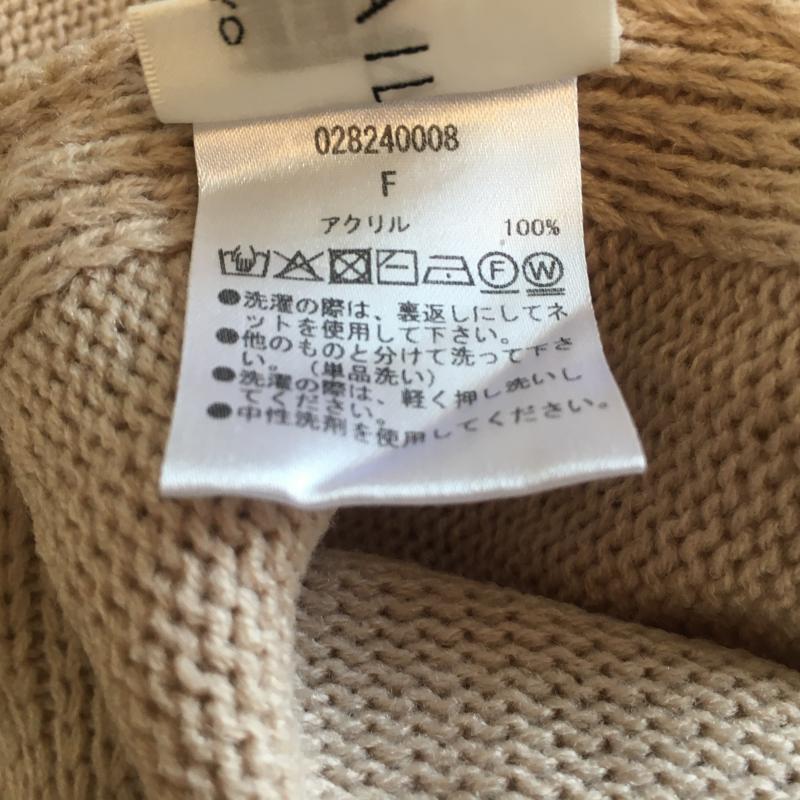 AIL
028240008
F
アクリル 100%
F W
●洗濯の際は、裏返しにしてネ
ットを使用して下さい。
●他のものと分けて洗って下さ
い。（単品洗い）
●洗濯の際は、軽く押し洗いし
てください。
●中性洗剤を使用してください。